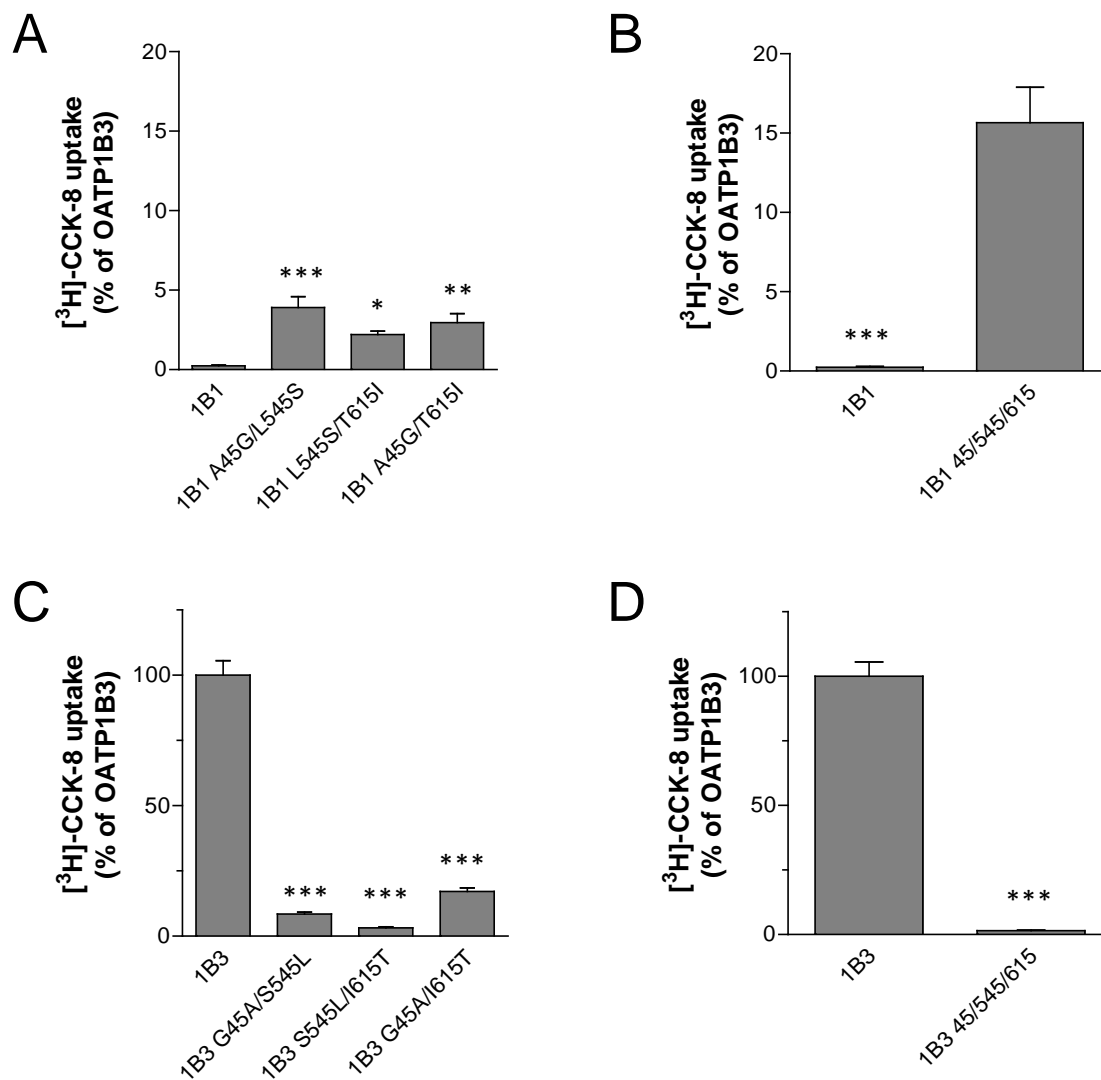 A
[³H]-CCK-8 uptake
(% of OATP1B3)
20
15
10
5
0
***
*
**
1B1
1B1 A45G/L545S
1B1 L545S/T615I
1B1 A45G/T615I
B
[³H]-CCK-8 uptake
(% of OATP1B3)
20
15
10
5
0
***
1B1
1B1 45/545/615
C
[³H]-CCK-8 uptake
(% of OATP1B3)
100
50
0
***
***
***
1B3
1B3 G45A/S545L
1B3 S545L/I615T
1B3 G45A/I615T
D
[³H]-CCK-8 uptake
(% of OATP1B3)
100
50
0
***
1B3
1B3 45/545/615